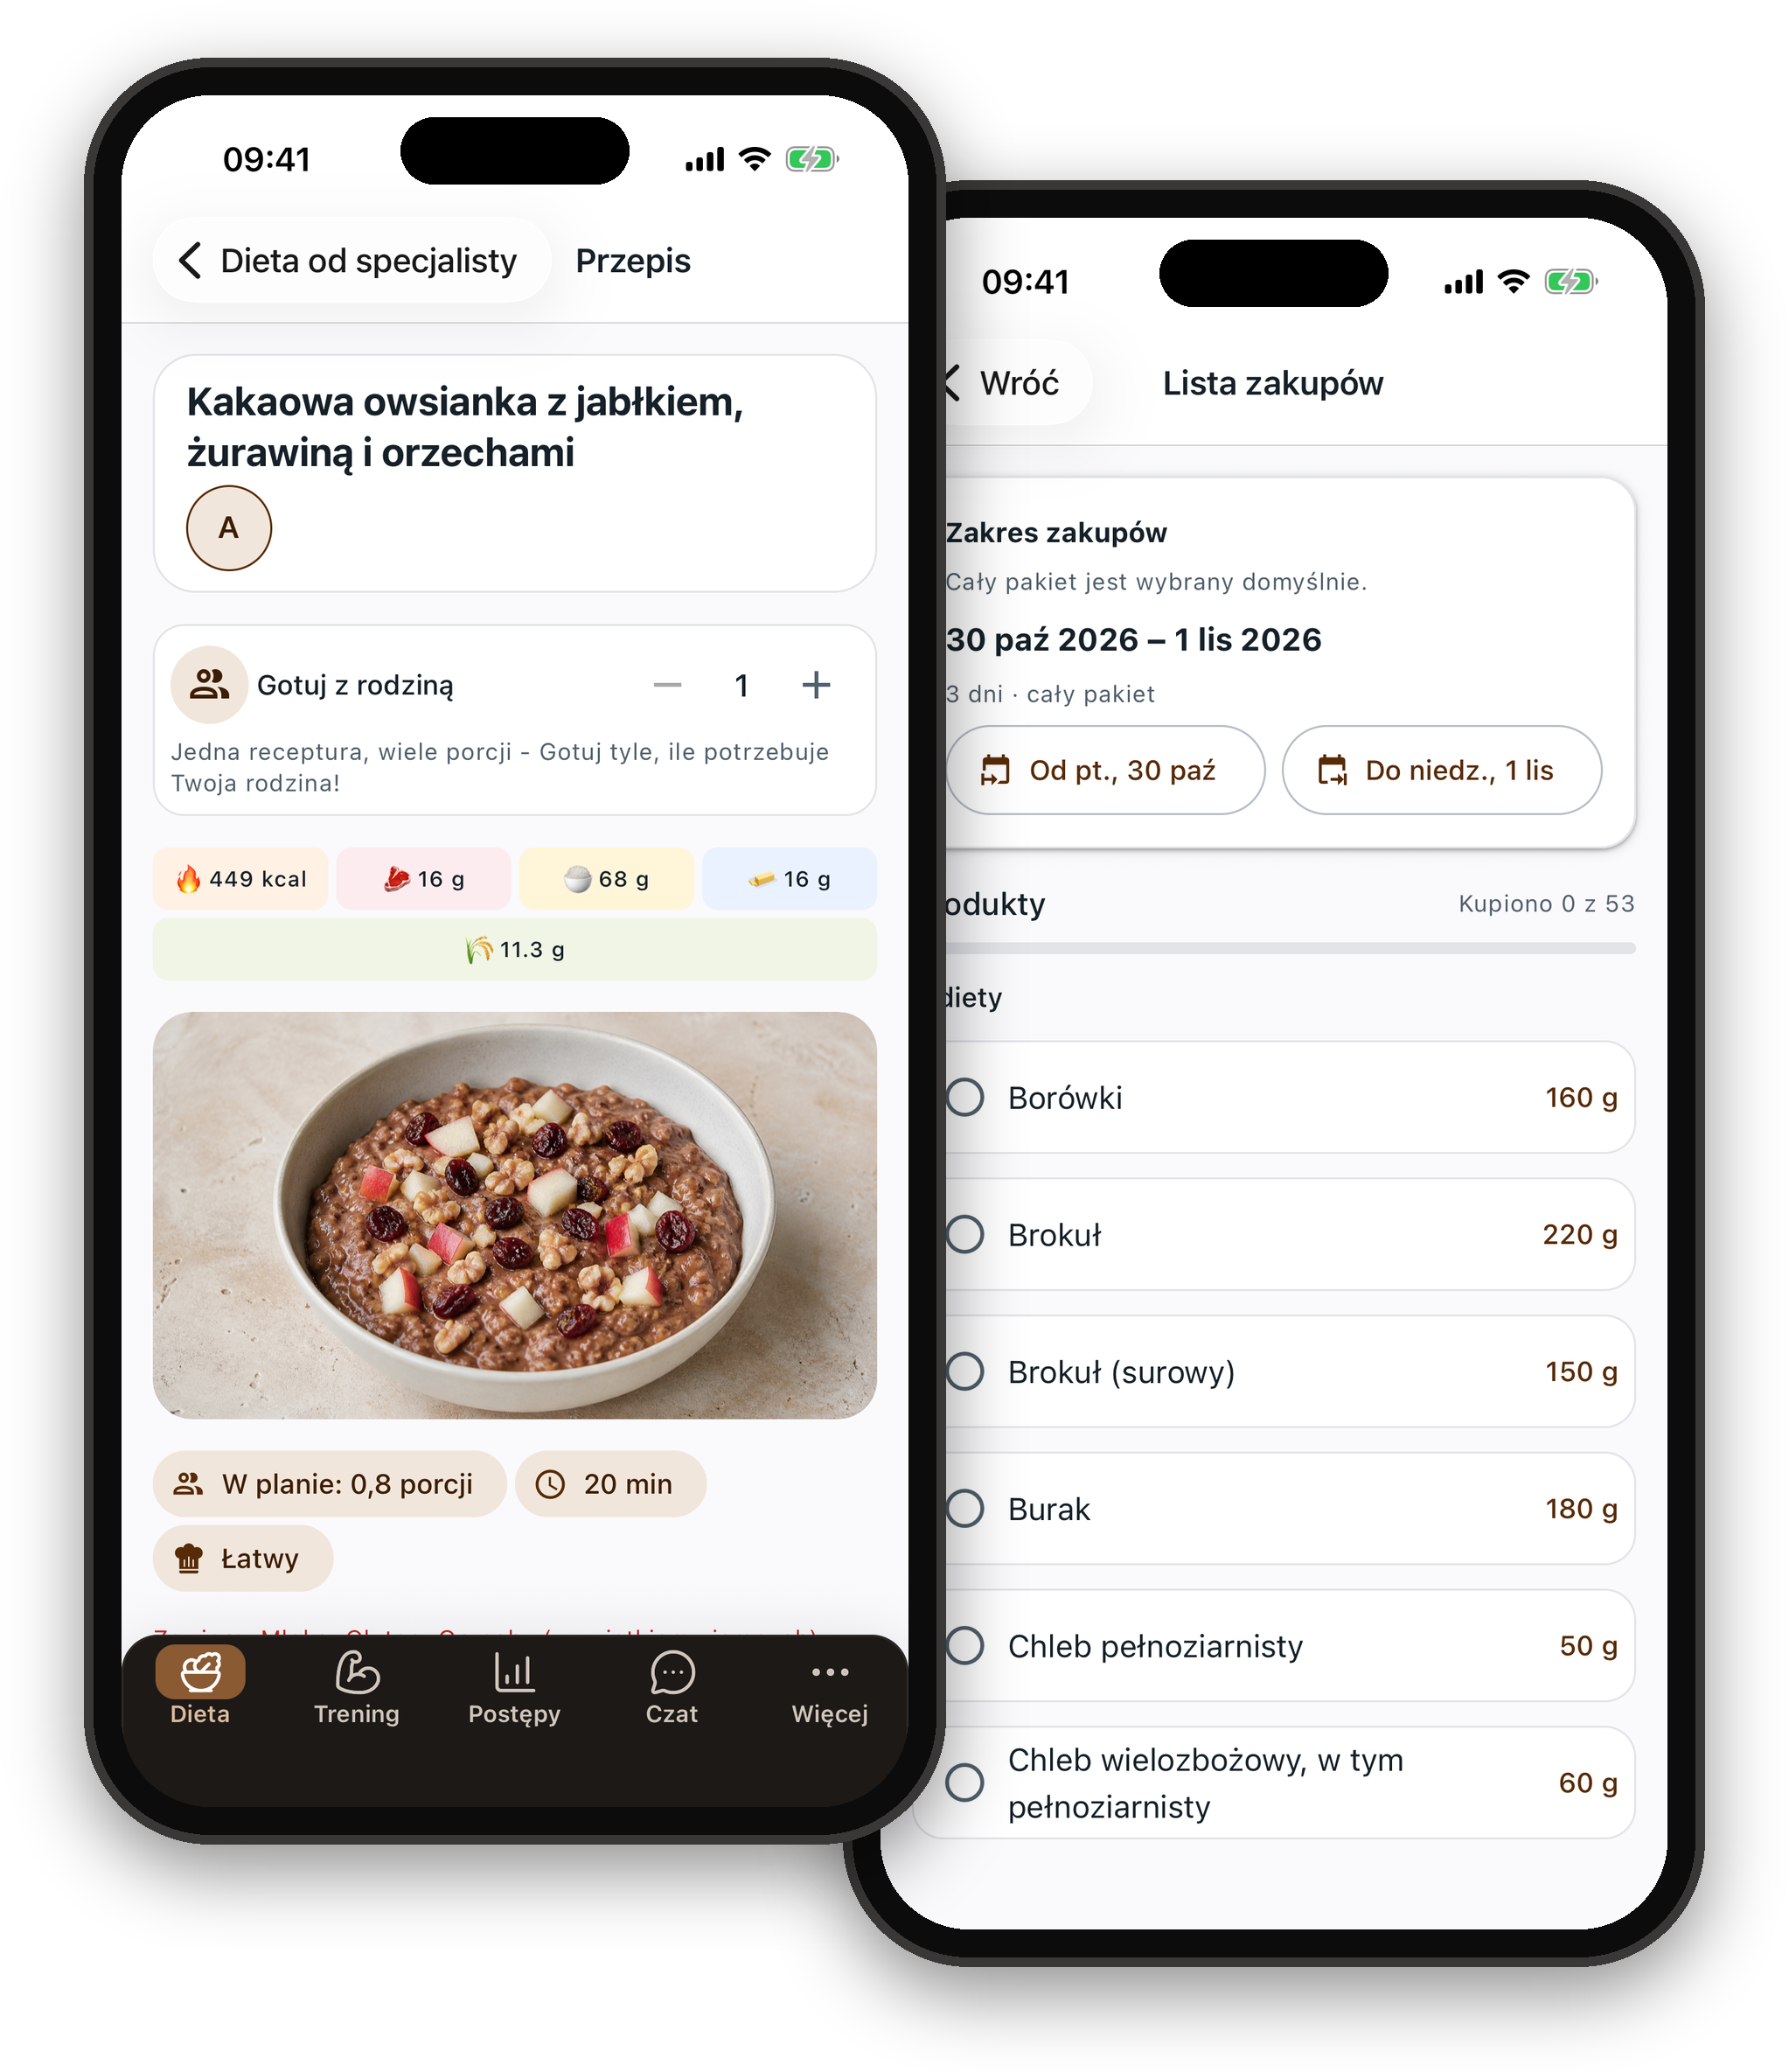 09:41
Dieta od specjalisty
Przepis
Kakaowa owsianka z jabłkiem,
żurawiną i orzechami
A
Gotuj z rodziną
1
Jedna receptura, wiele porcji - Gotuj tyle, ile potrzebuje
Twoja rodzina!
449 kcal
16 g
68 g
16 g
11.3 g
W planie: 0,8 porcji
20 min
Łatwy
Dieta
Trening
Postępy
Czat
Więcej
09:41
Wróć
Lista zakupów
Zakres zakupów
Cały pakiet jest wybrany domyślnie.
30 paź 2026 – 1 lis 2026
3 dni · cały pakiet
Od pt., 30 paź
Do niedz., 1 lis
odukty
Kupiono 0 z 53
diety
Borówki
160 g
Brokuł
220 g
Brokuł (surowy)
150 g
Burak
180 g
Chleb pełnoziarnisty
50 g
Chleb wielozbożowy, w tym
pełnoziarnisty
60 g